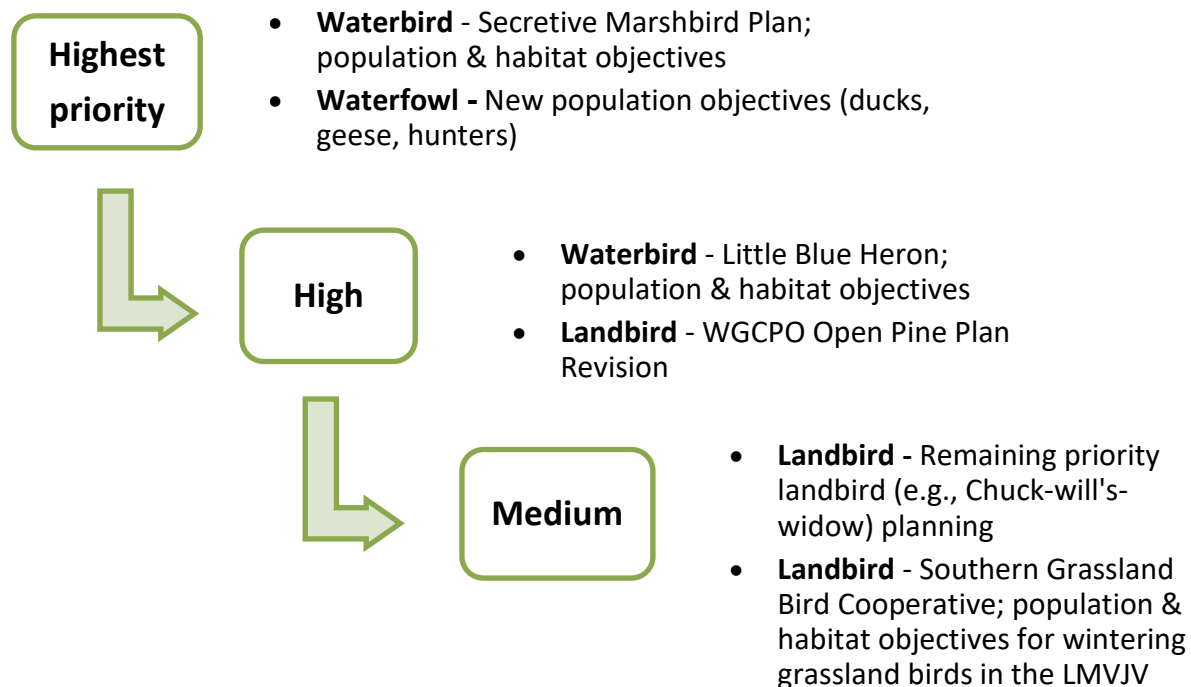 Highest
priority
• Waterbird - Secretive Marshbird Plan;
population & habitat objectives
• Waterfowl - New population objectives (ducks,
geese, hunters)
High
• Waterbird - Little Blue Heron;
population & habitat objectives
• Landbird - WGCPO Open Pine Plan
Revision
Medium
• Landbird - Remaining priority
landbird (e.g., Chuck-will's-
widow) planning
• Landbird - Southern Grassland
Bird Cooperative; population &
habitat objectives for wintering
grassland birds in the LMVJV